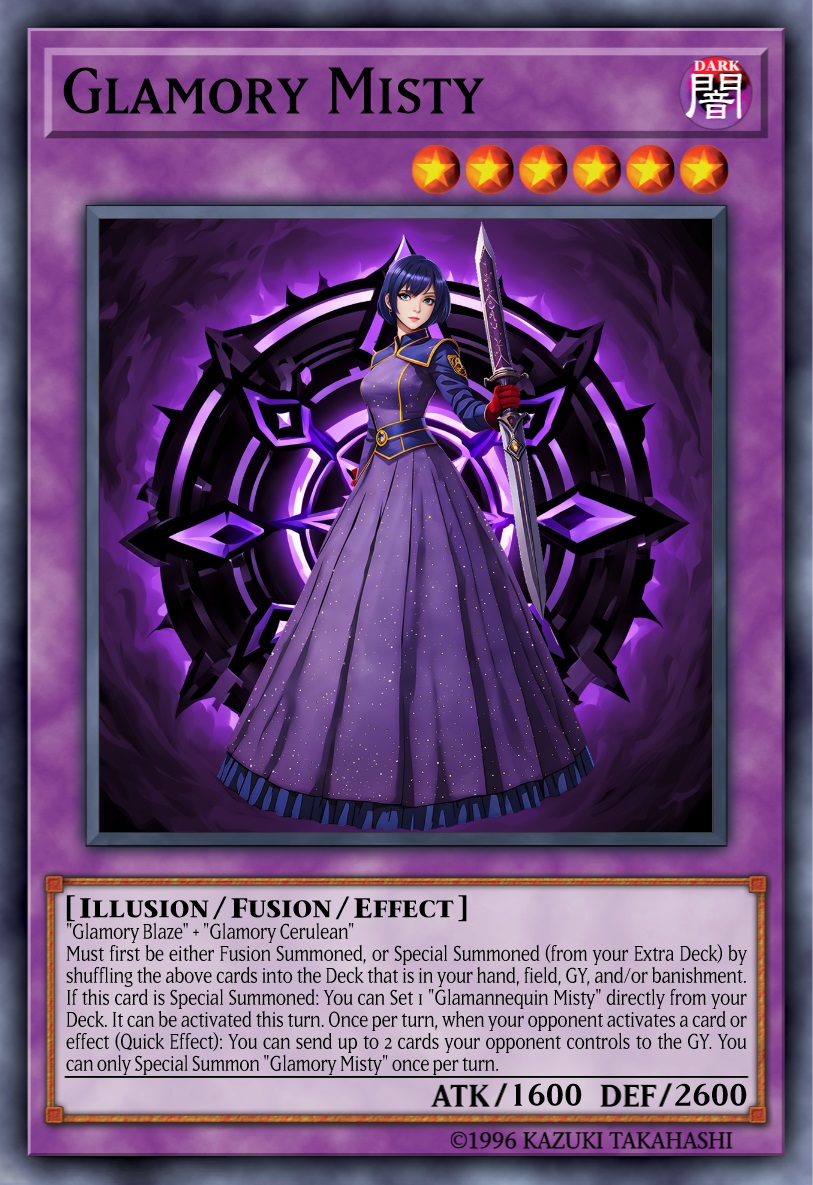 Glamory Misty
DARK
闇
[ Illusion / Fusion / Effect ]
"Glamory Blaze" + "Glamory Cerulean"
Must first be either Fusion Summoned, or Special Summoned (from your Extra Deck) by
shuffling the above cards into the Deck that is in your hand, field, GY, and/or banishment.
If this card is Special Summoned: You can Set 1 "Glamannequin Misty" directly from your
Deck. It can be activated this turn. Once per turn, when your opponent activates a card or
effect (Quick Effect): You can send up to 2 cards your opponent controls to the GY. You
can only Special Summon "Glamory Misty" once per turn.
ATK/1600 DEF/2600
©1996 KAZUKI TAKAHASHI